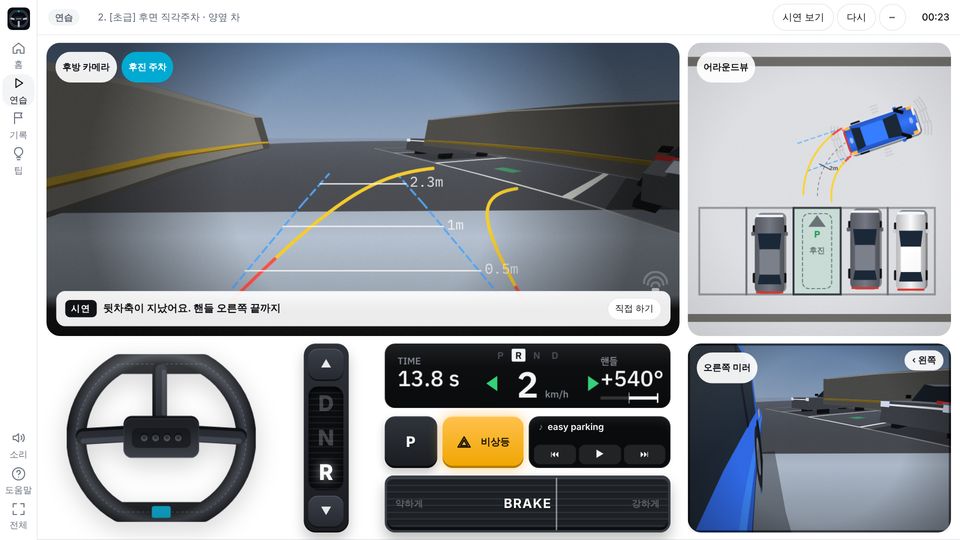 연습
2. [초급] 후면 직각주차 · 양옆 차
시연 보기
다시
00:23
홈
연습
기록
팁
소리
도움말
전체
후방 카메라
후진 주차
2.3m
1m
0.5m
시연
뒷차축이 지났어요. 핸들 오른쪽 끝까지
직접 하기
어라운드뷰
2m
P
후진
D
N
R
TIME
13.8 s
P R N D
2 km/h
핸들
+540°
P
비상등
easy parking
약하게
BRAKE
강하게
오른쪽 미러
‹ 왼쪽